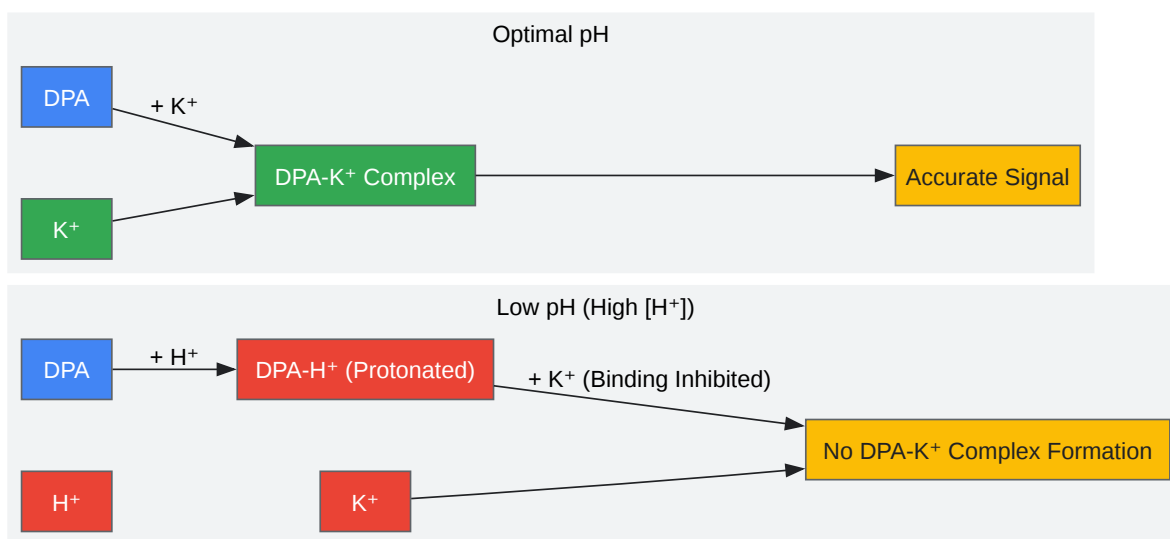 Optimal pH
DPA
+ K⁺
DPA-K⁺ Complex
Accurate Signal
K⁺
Low pH (High [H⁺])
DPA
+ H⁺
DPA-H⁺ (Protonated)
+ K⁺ (Binding Inhibited)
No DPA-K⁺ Complex Formation
H⁺
K⁺